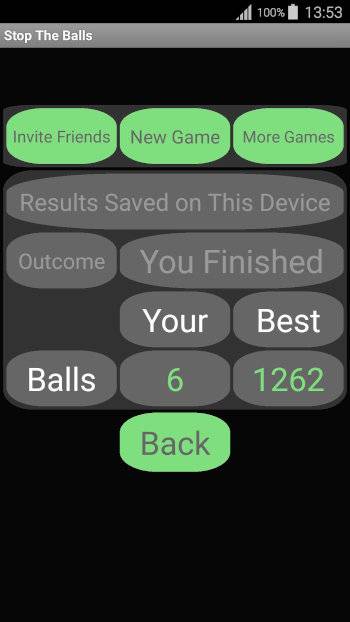 100% 13:53
Stop The Balls
Invite Friends New Game More Games
Results Saved on This Device
Outcome You Finished
Your Best
Balls 6 1262
Back